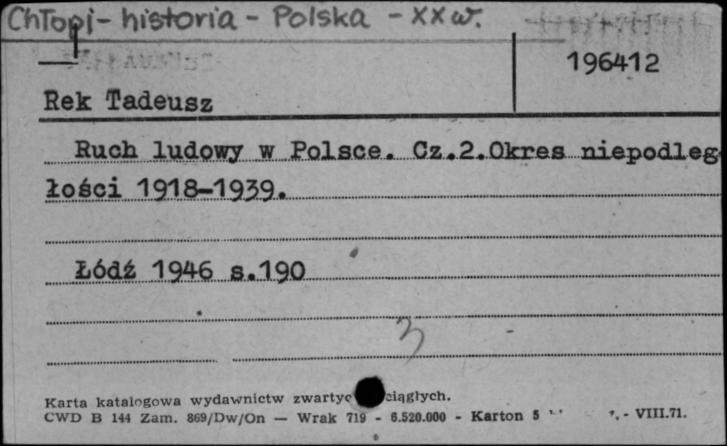 Chłopi - historia - Polska - XX w.
196412
Rek Tadeusz
Ruch ludowy w Polsce. Cz.2.Okres niepodleg
łości 1918-1939.
Łódź 1946 s.190
3
Karta katalogowa wydawnictw ciągłych.
CWD B 144 Zam. 869/Dw/On — Wrak 719 - 6.520.000 - Karton 5 - VIII.71.